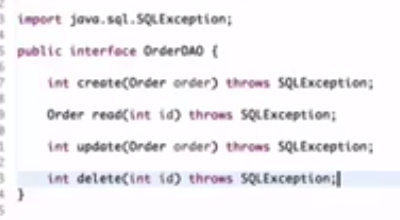 import java.sql.SQLException;
public interface OrderDAO {
int create(Order order) throws SQLException;
Order read(int id) throws SQLException;
int update(Order order) throws SQLException;
int delete(int id) throws SQLException;
}